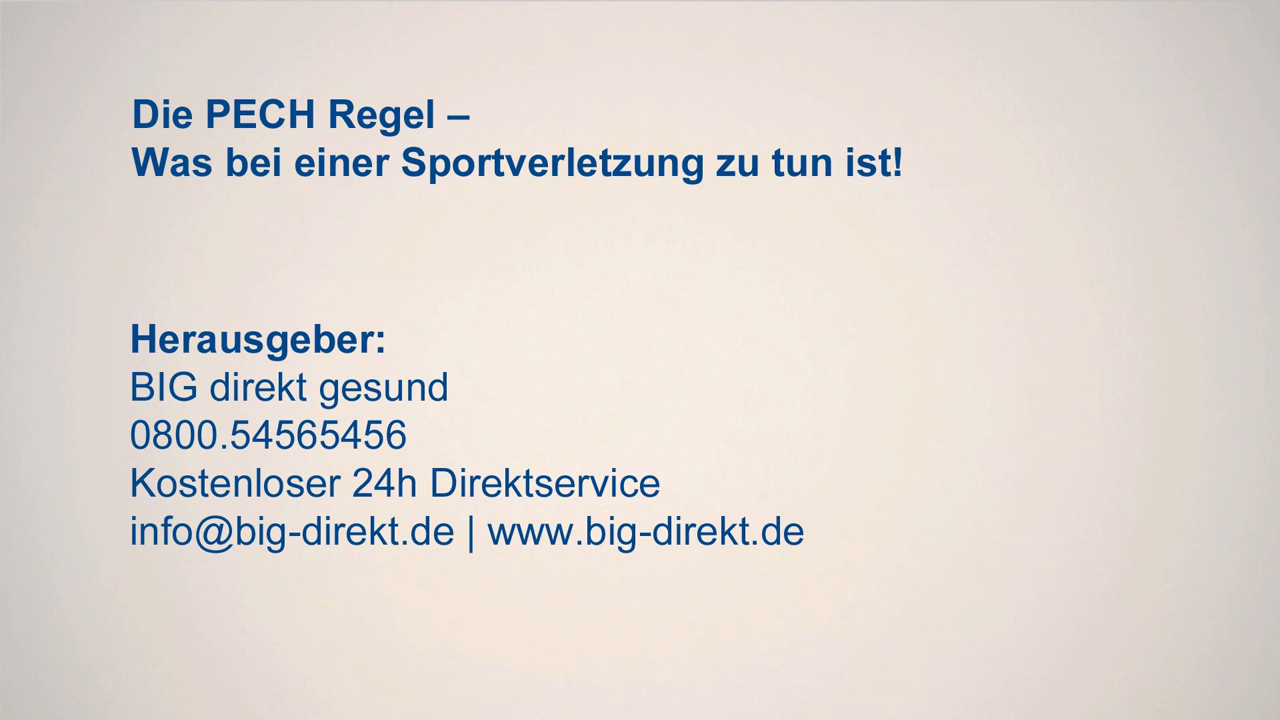 Die PECH Regel –
Was bei einer Sportverletzung zu tun ist!
Herausgeber:
BIG direkt gesund
0800.54565456
Kostenloser 24h Direktservice
info@big-direkt.de | www.big-direkt.de